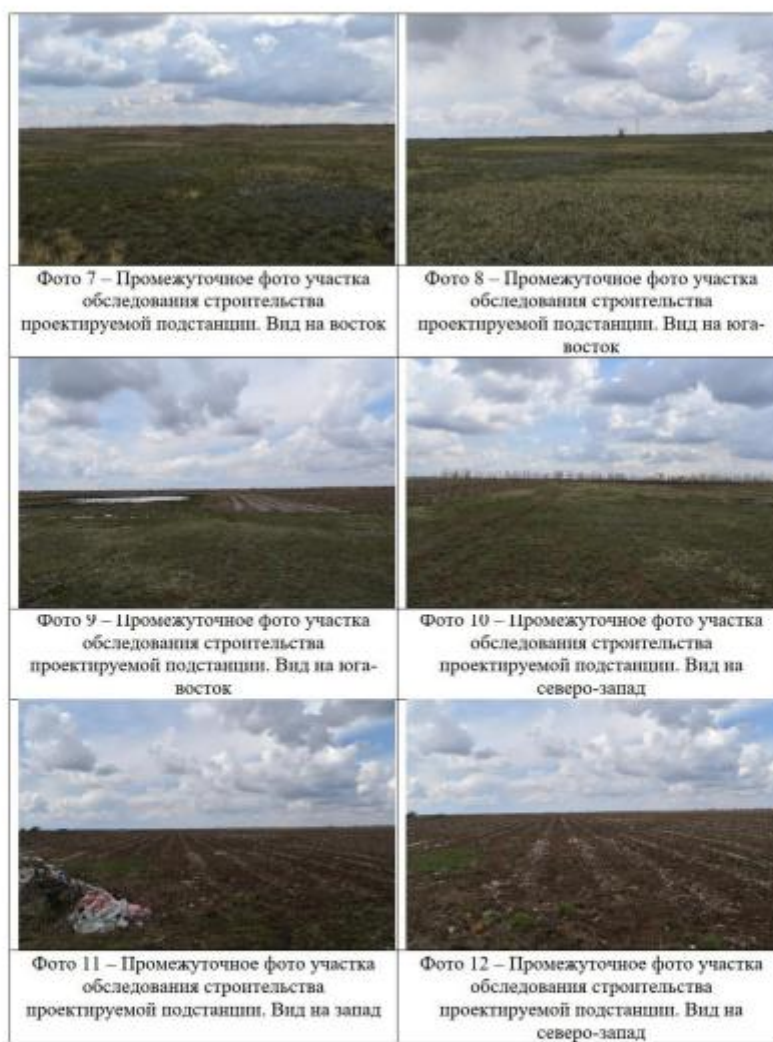 Фото 7 – Промежуточное фото участка
обследования строительства
проектируемой подстанции. Вид на восток
Фото 8 – Промежуточное фото участка
обследования строительства
проектируемой подстанции. Вид на юга-
восток
Фото 9 – Промежуточное фото участка
обследования строительства
проектируемой подстанции. Вид на юга-
восток
Фото 10 – Промежуточное фото участка
обследования строительства
проектируемой подстанции. Вид на
северо-запад
Фото 11 – Промежуточное фото участка
обследования строительства
проектируемой подстанции. Вид на запад
Фото 12 – Промежуточное фото участка
обследования строительства
проектируемой подстанции. Вид на
северо-запад